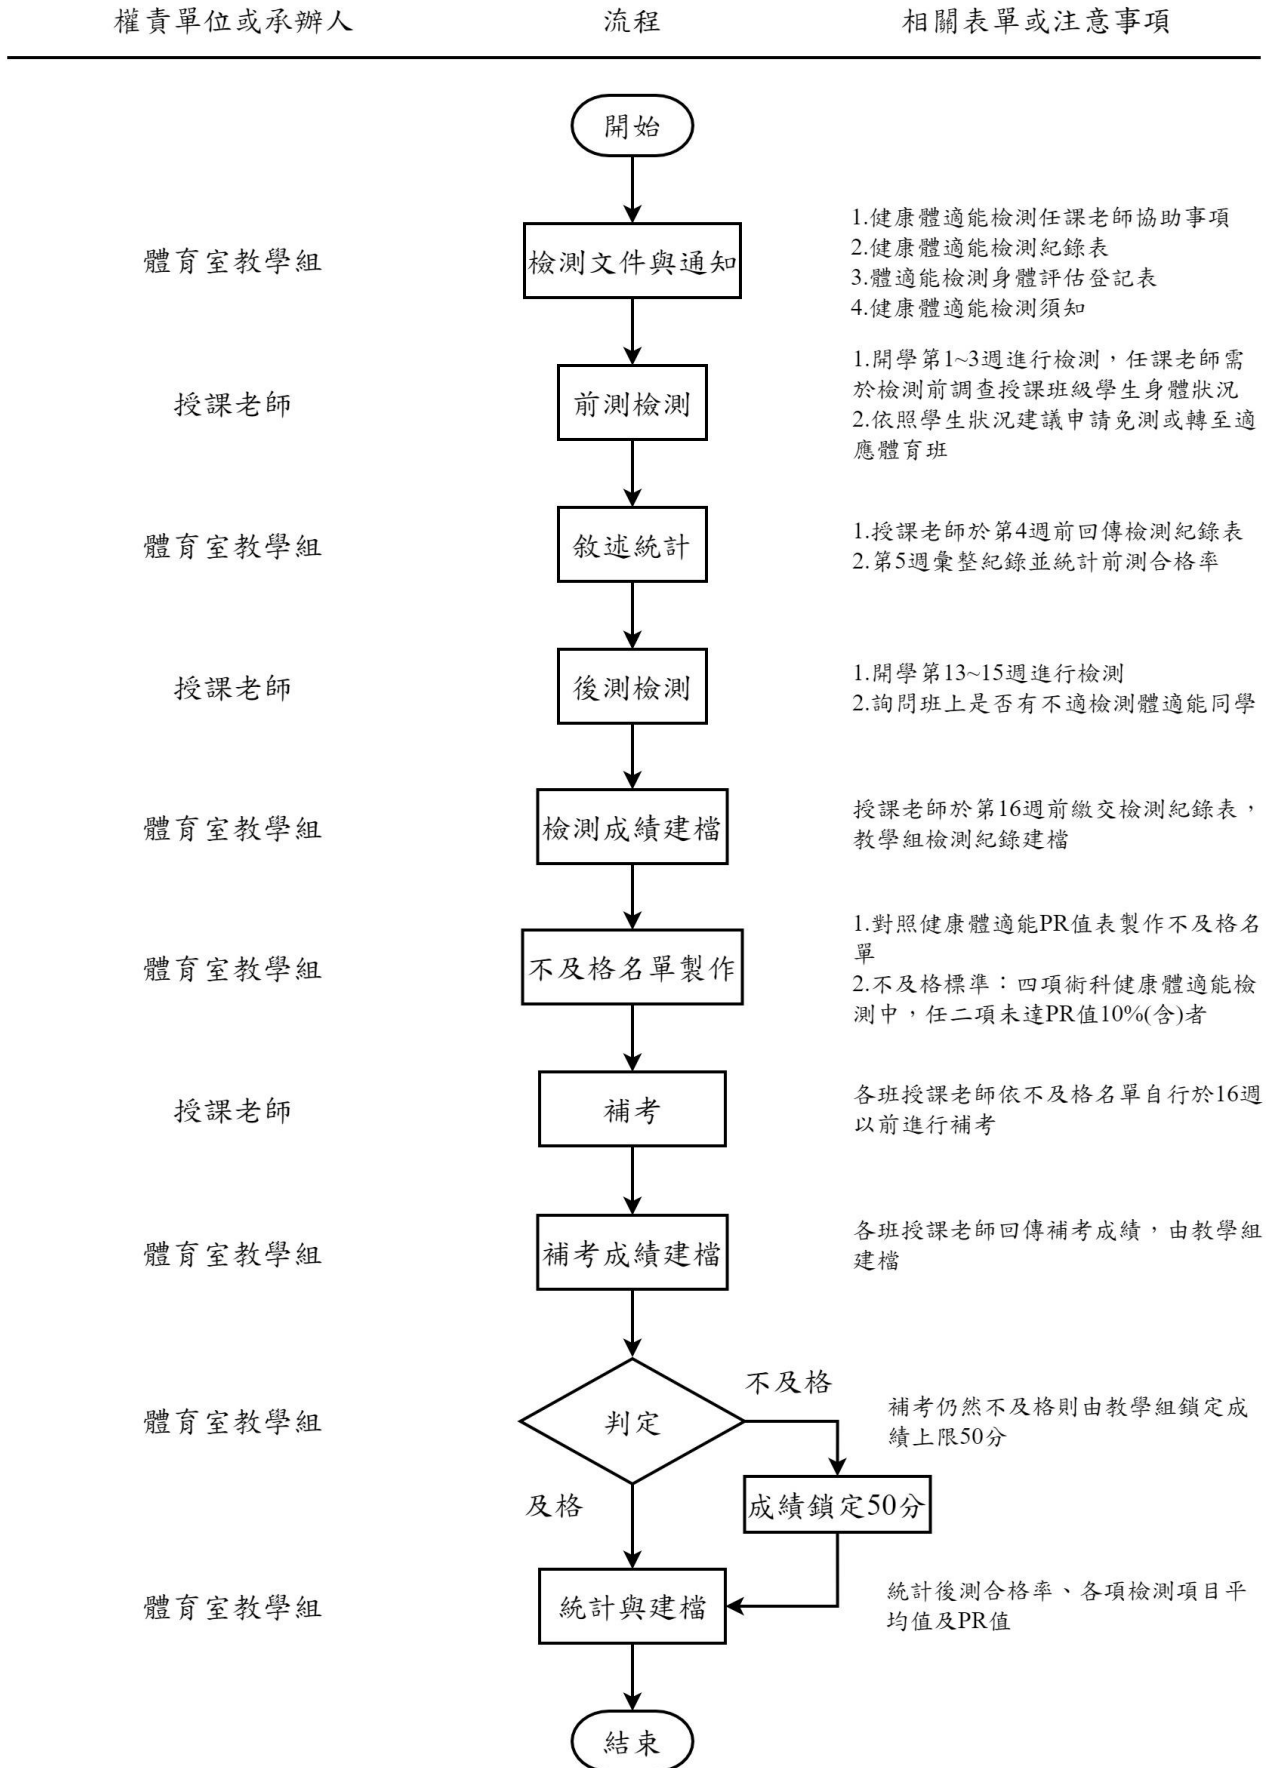 權責單位或承辦人
流程
相關表單或注意事項
開始
體育室教學組
檢測文件與通知
1.健康體適能檢測任課老師協助事項
2.健康體適能檢測紀錄表
3.體適能檢測身體評估登記表
4.健康體適能檢測須知
授課老師
前測檢測
1.開學第1~3週進行檢測，任課老師需
於檢測前調查授課班級學生身體狀況
2.依照學生狀況建議申請免測或轉至適
應體育班
體育室教學組
敘述統計
1.授課老師於第4週前回傳檢測紀錄表
2.第5週彙整紀錄並統計前測合格率
授課老師
後測檢測
1.開學第13~15週進行檢測
2.詢問班上是否有不適檢測體適能同學
體育室教學組
檢測成績建檔
授課老師於第16週前繳交檢測紀錄表，
教學組檢測紀錄建檔
體育室教學組
不及格名單製作
1.對照健康體適能PR值表製作不及格名
單
2.不及格標準：四項術科健康體適能檢
測中，任二項未達PR值10%(含)者
授課老師
補考
各班授課老師依不及格名單自行於16週
以前進行補考
體育室教學組
補考成績建檔
各班授課老師回傳補考成績，由教學組
建檔
不及格
體育室教學組
判定
補考仍然不及格則由教學組鎖定成
績上限50分
及格
成績鎖定50分
體育室教學組
統計與建檔
統計後測合格率、各項檢測項目平
均值及PR值
結束